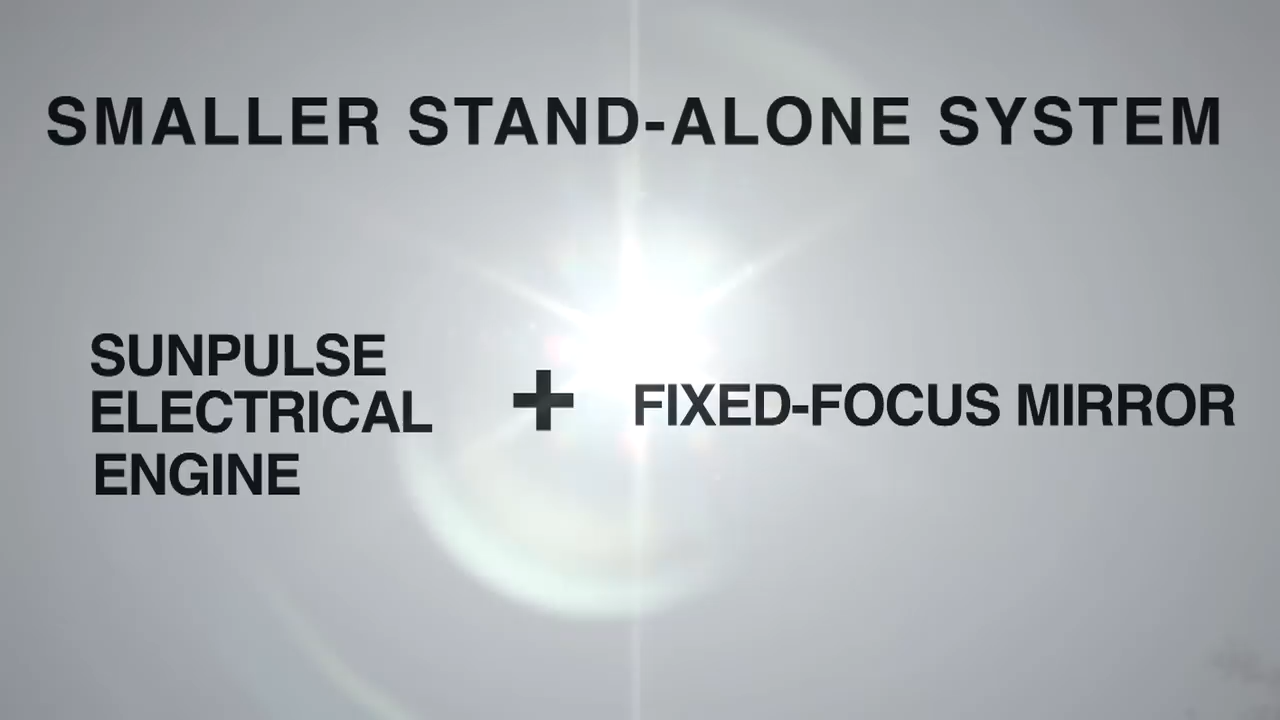 SMALLER STAND-ALONE SYSTEM
SUNPULSE
ELECTRICAL
ENGINE
+
FIXED-FOCUS MIRROR